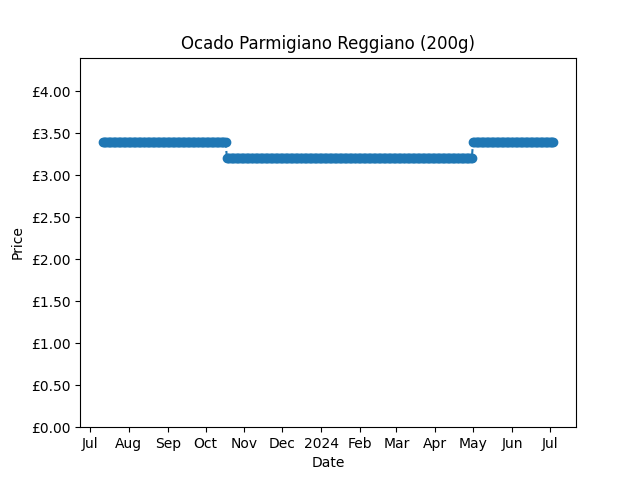 Ocado Parmigiano Reggiano (200g)
£4.00
£3.50
£3.00
£2.50
£2.00
£1.50
£1.00
£0.50
£0.00
Price
Jul Aug Sep Oct Nov Dec 2024 Feb Mar Apr May Jun Jul
Date